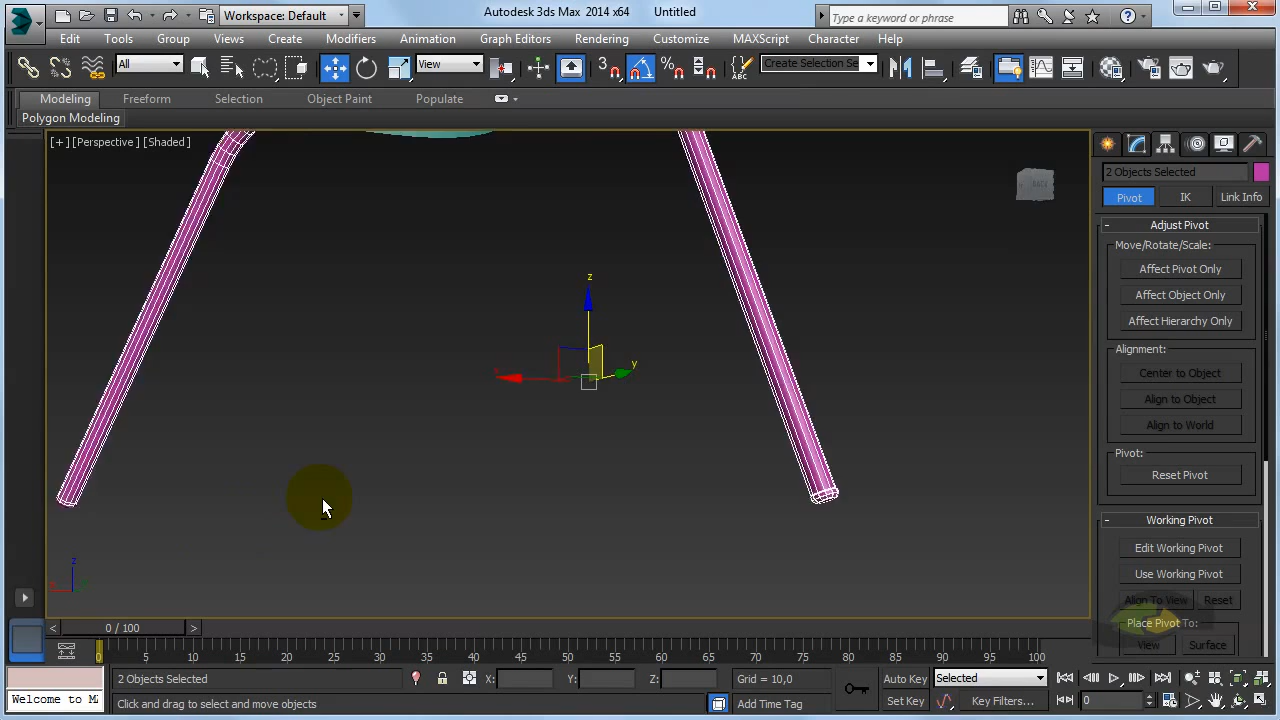 Workspace: Default
Autodesk 3ds Max 2014 x64
Untitled
Type a keyword or phrase
Edit
Tools
Group
Views
Create
Modifiers
Animation
Graph Editors
Rendering
Customize
MAXScript
Character
Help
All
View
3
Create Selection Se
Modeling
Freeform
Selection
Object Paint
Populate
Polygon Modeling
[+] [Perspective ] [Shaded ]
2 Objects Selected
Pivot
IK
Link Info
- Adjust Pivot
Move/Rotate/Scale:
Affect Pivot Only
Affect Object Only
Affect Hierarchy Only
Alignment:
Center to Object
Align to Object
Align to World
Pivot:
Reset Pivot
- Working Pivot
Edit Working Pivot
Use Working Pivot
Align To View
Reset
Place Pivot To:
View
Surface
z
y
z
< 0 / 100 >
0 5 10 15 20 25 30 35 40 45 50 55 60 65 70 75 80 85 90 95 100
2 Objects Selected
X:
Y:
Z:
Grid = 10,0
Auto Key
Selected
Welcome to M
Click and drag to select and move objects
Add Time Tag
Set Key
Key Filters...
0